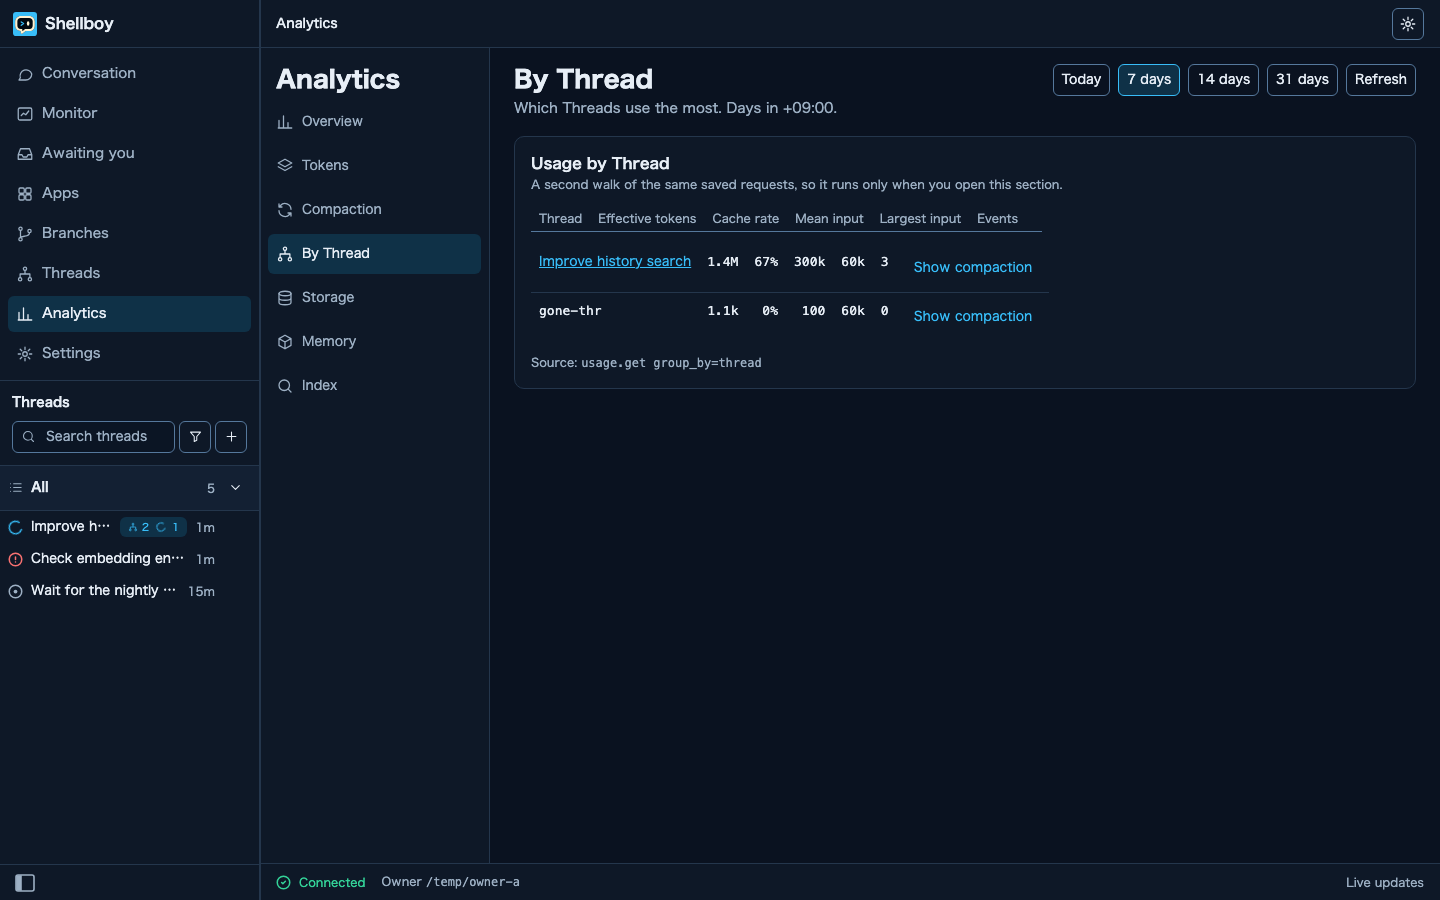 Shellboy
Analytics
Conversation
Monitor
Awaiting you
Apps
Branches
Threads
Analytics
Settings
Threads
Search threads
All 5
Improve h··· 2 1 1m
Check embedding en··· 1m
Wait for the nightly ··· 15m
Analytics
Overview
Tokens
Compaction
By Thread
Storage
Memory
Index
By Thread
Which Threads use the most. Days in +09:00.
Today 7 days 14 days 31 days Refresh
Usage by Thread
A second walk of the same saved requests, so it runs only when you open this section.
Thread Effective tokens Cache rate Mean input Largest input Events
Improve history search 1.4M 67% 300k 60k 3 Show compaction
gone-thr 1.1k 0% 100 60k 0 Show compaction
Source: usage.get group_by=thread
Connected Owner /temp/owner-a
Live updates